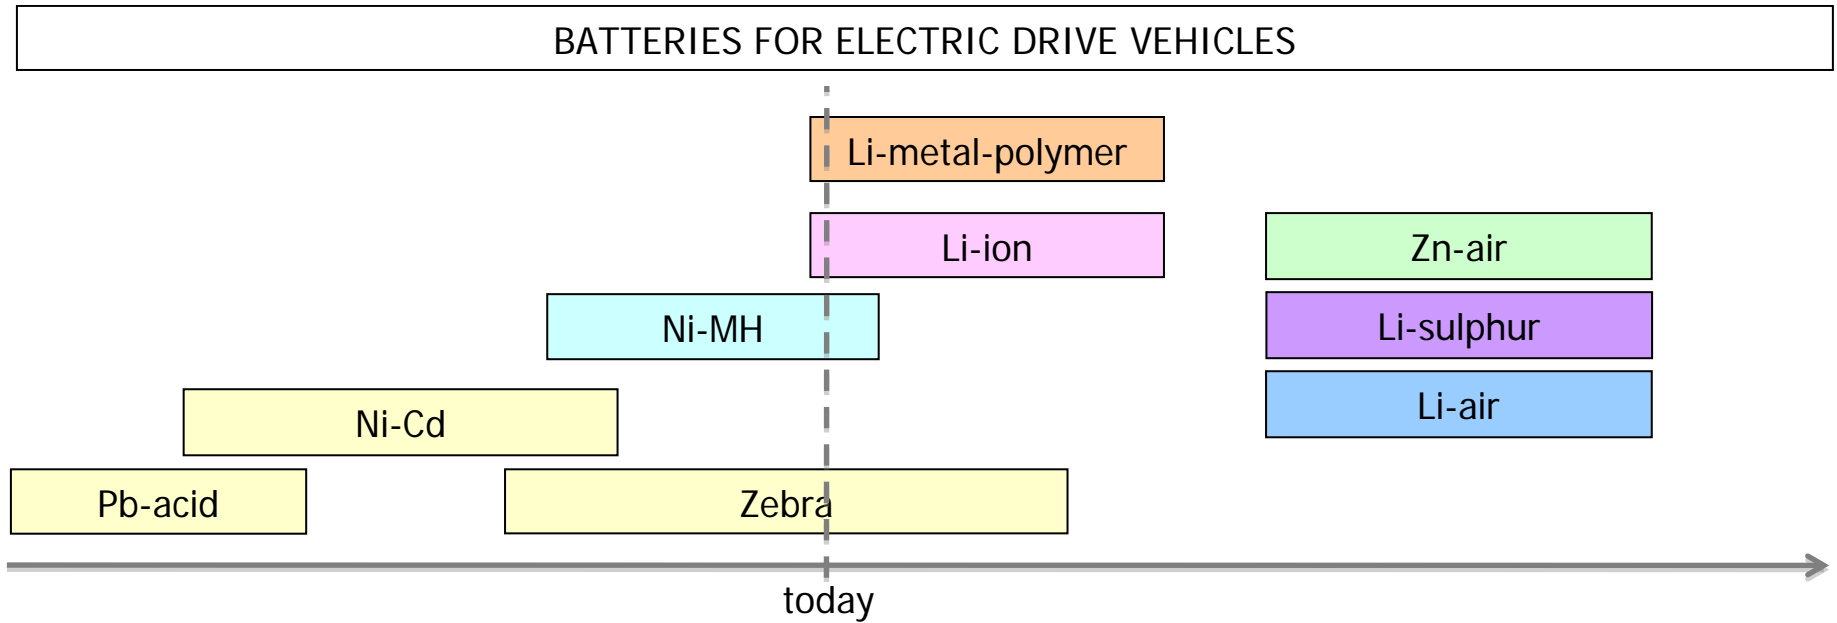 BATTERIES FOR ELECTRIC DRIVE VEHICLES
Li-metal-polymer
Li-ion
Zn-air
Ni-MH
Li-sulphur
Ni-Cd
Li-air
Pb-acid
Zebra
today